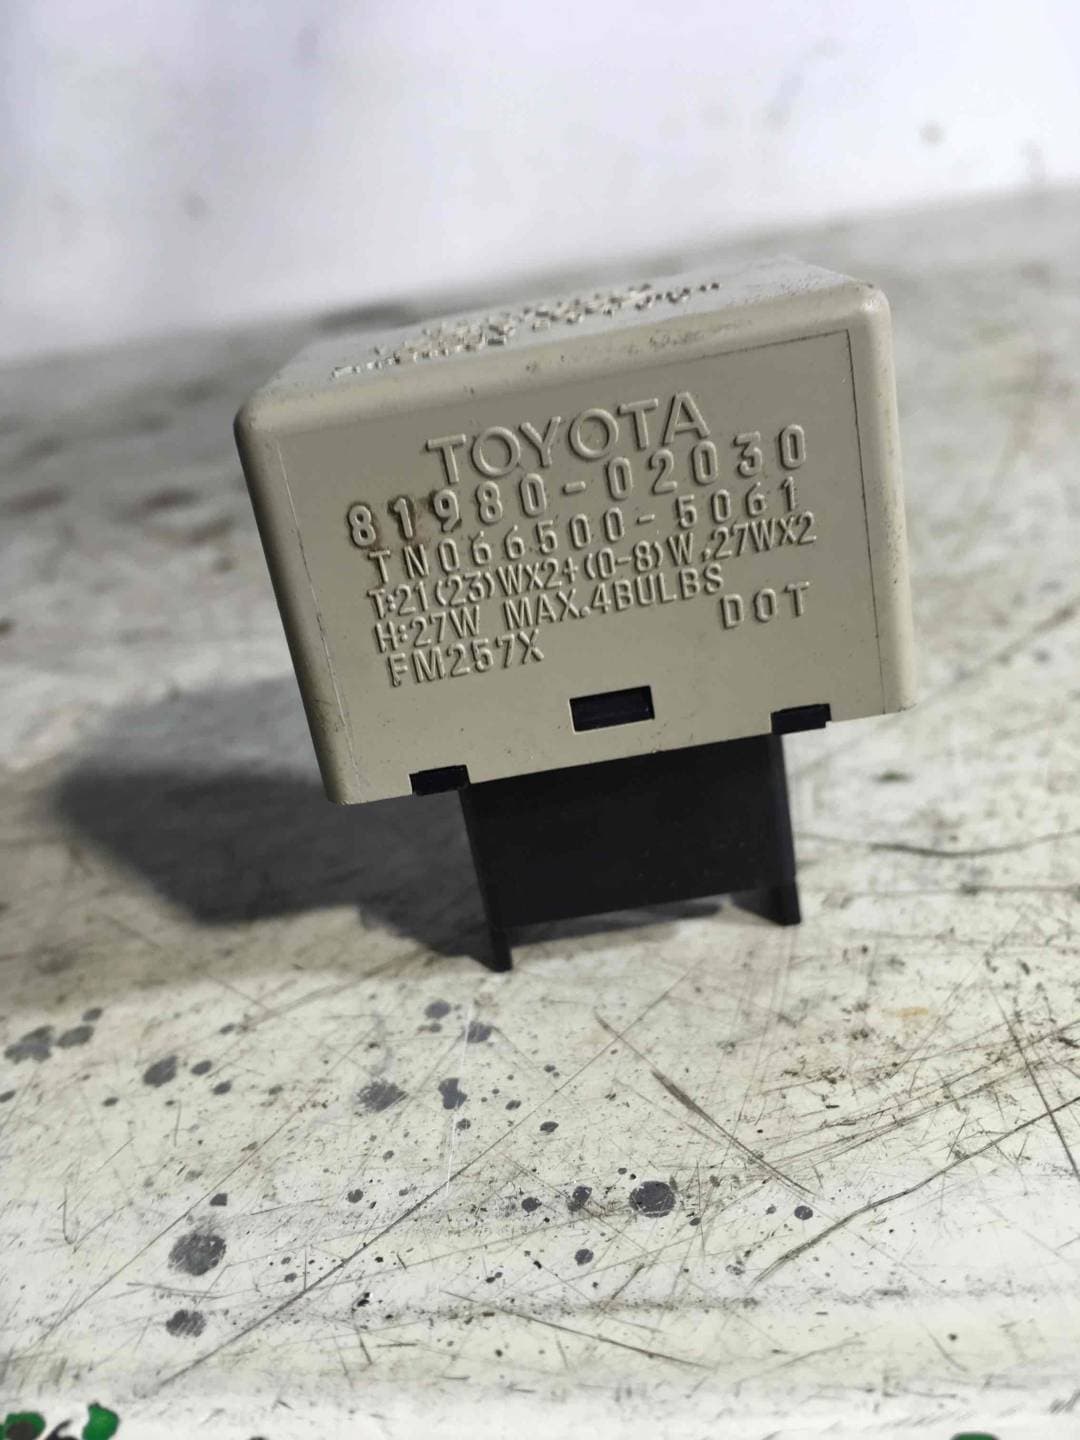 TOYOTA
81980-02030
TN066500-5061
T:21(23)WX2+(0-8)W,27WX2
H:27W MAX.4BULBS
FM257X DOT